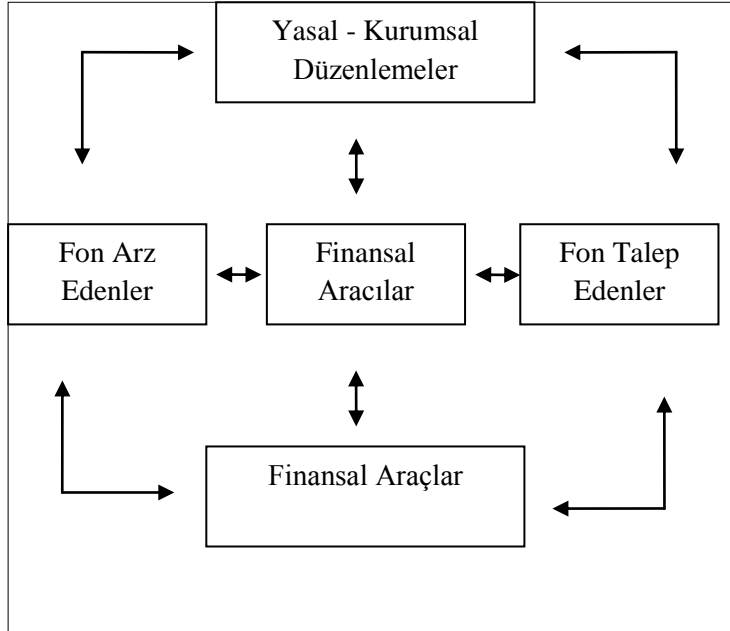 Yasal - Kurumsal
Düzenlemeler
Fon Arz
Edenler
Finansal
Aracılar
Fon Talep
Edenler
Finansal Araçlar